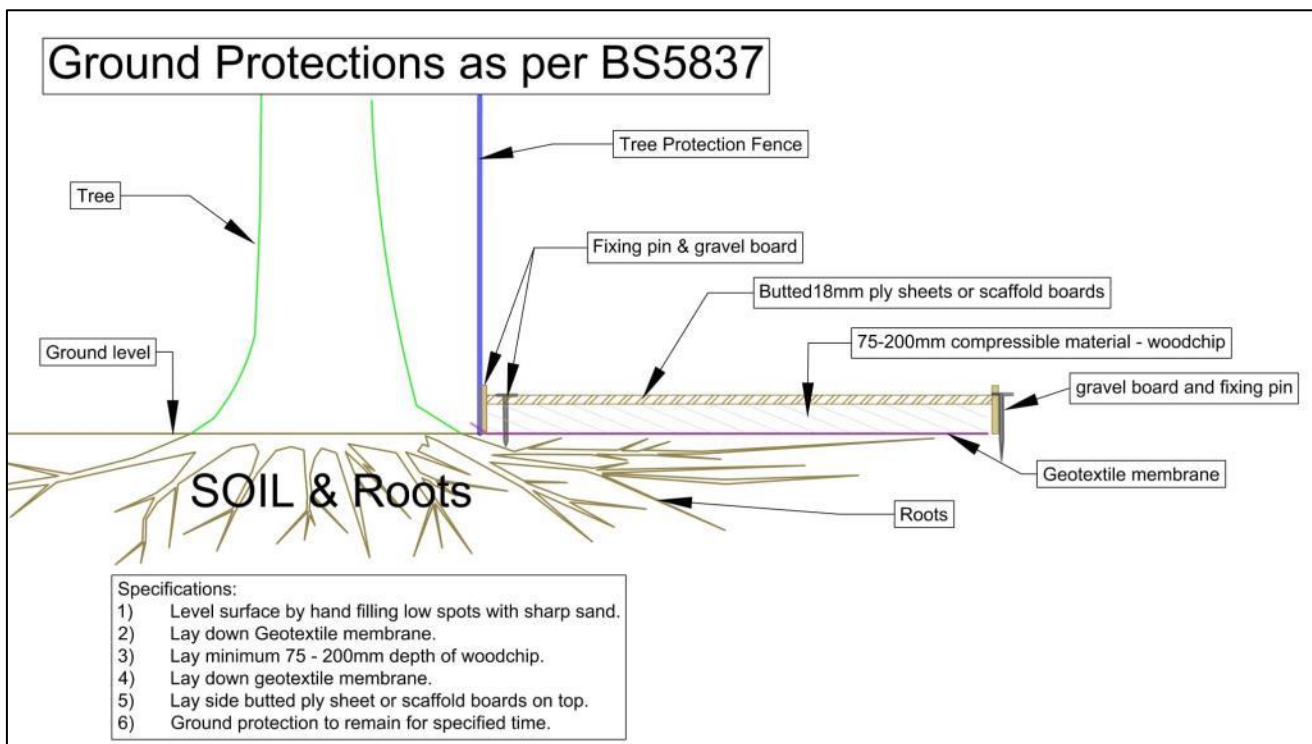 Ground Protections as per BS5837
Tree Protection Fence
Tree
Fixing pin & gravel board
Butted18mm ply sheets or scaffold boards
Ground level
75-200mm compressible material - woodchip
gravel board and fixing pin
Geotextile membrane
SOIL & Roots
Roots
Specifications:
1) Level surface by hand filling low spots with sharp sand.
2) Lay down Geotextile membrane.
3) Lay minimum 75 - 200mm depth of woodchip.
4) Lay down geotextile membrane.
5) Lay side butted ply sheet or scaffold boards on top.
6) Ground protection to remain for specified time.